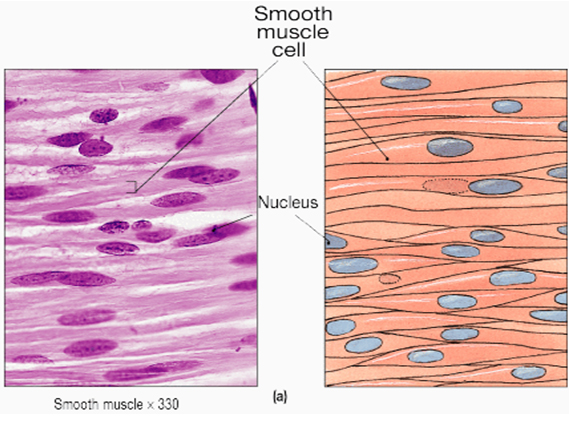 Smooth
muscle
cell
Nucleus
(a)
Smooth muscle × 330